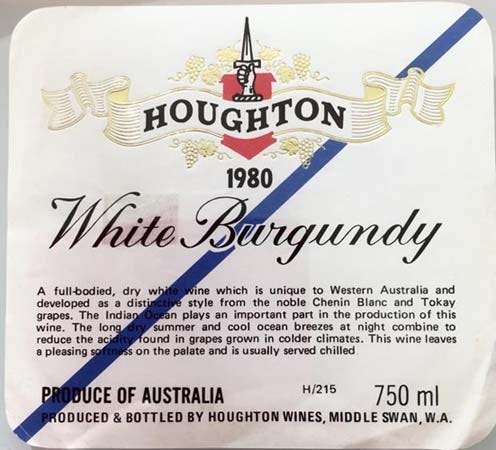 HOUGHTON
1980
White Burgundy
A full-bodied, dry white wine which is unique to Western Australia and
developed as a distinctive style from the noble Chenin Blanc and Tokay
grapes. The Indian Ocean plays an important part in the production of this
wine. The long dry summer and cool ocean breezes at night combine to
reduce the acidity found in grapes grown in colder climates. This wine leaves
a pleasing softness on the palate and is usually served chilled
PRODUCE OF AUSTRALIA H/215 750 ml
PRODUCED & BOTTLED BY HOUGHTON WINES, MIDDLE SWAN, W.A.